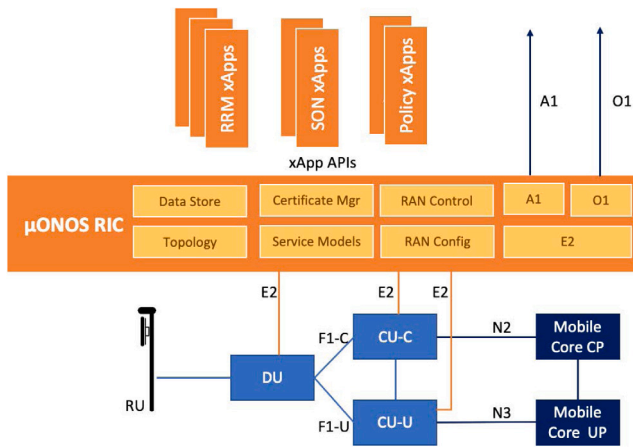 RRM xApps
SON xApps
Policy xApps
A1
O1
xApp APIs
µONOS RIC
Data Store
Certificate Mgr
RAN Control
A1
O1
Topology
Service Models
RAN Config
E2
E2
E2
E2
RU
DU
F1-C
F1-U
CU-C
CU-U
N2
N3
Mobile
Core CP
Mobile
Core UP